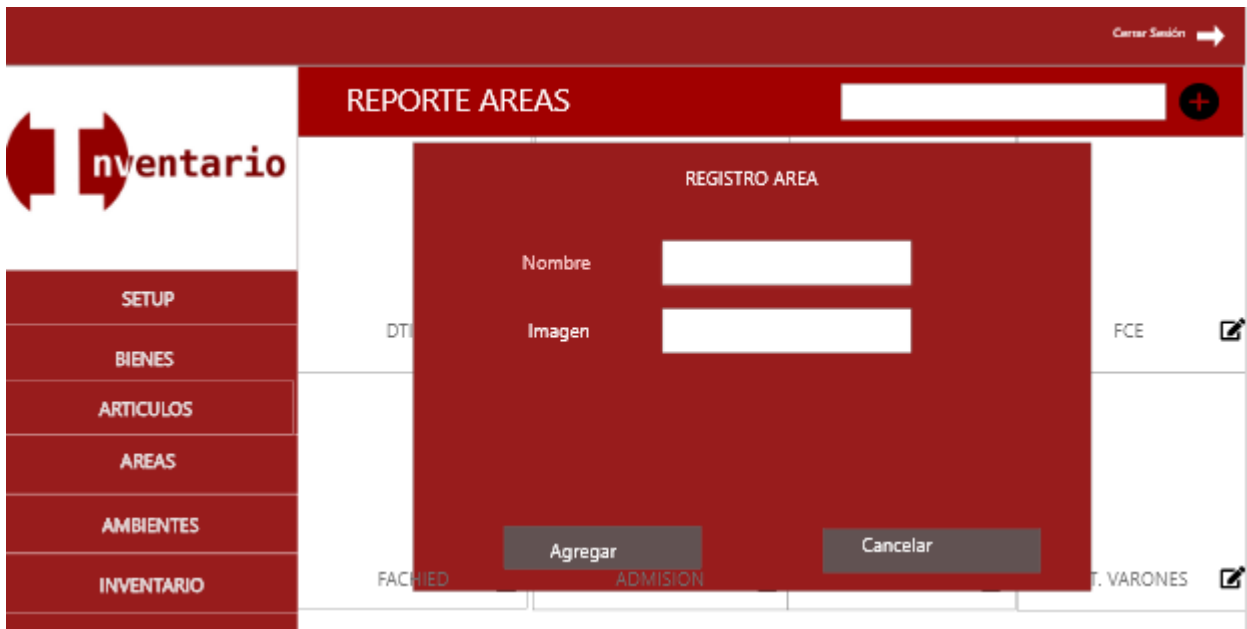 Cerrar Sesión
REPORTE AREAS
nventario
REGISTRO AREA
Nombre
Imagen
SETUP
BIENES
ARTICULOS
AREAS
AMBIENTES
INVENTARIO
DTI
FCE
Agregar
Cancelar
FACHIED
ADMISION
T. VARONES